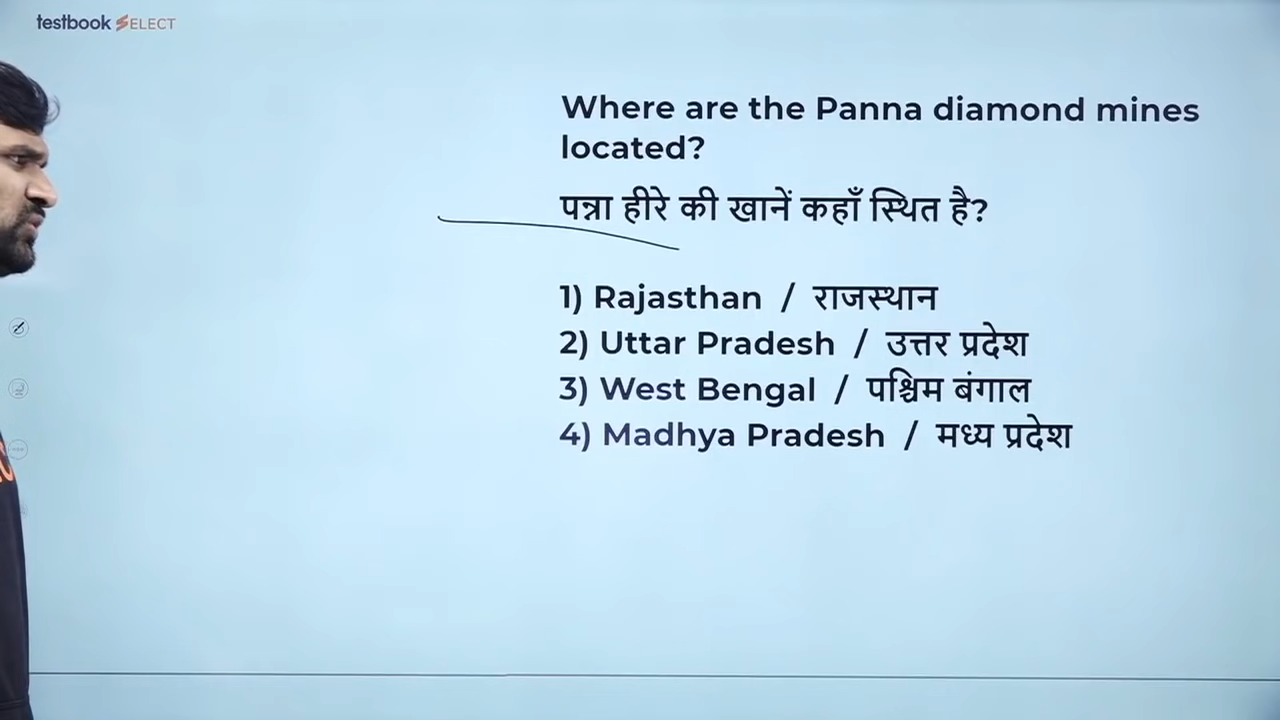 testbook SELECT
Where are the Panna diamond mines
located?
पन्ना हीरे की खानें कहाँ स्थित है?
1) Rajasthan / राजस्थान
2) Uttar Pradesh / उत्तर प्रदेश
3) West Bengal / पश्चिम बंगाल
4) Madhya Pradesh / मध्य प्रदेश